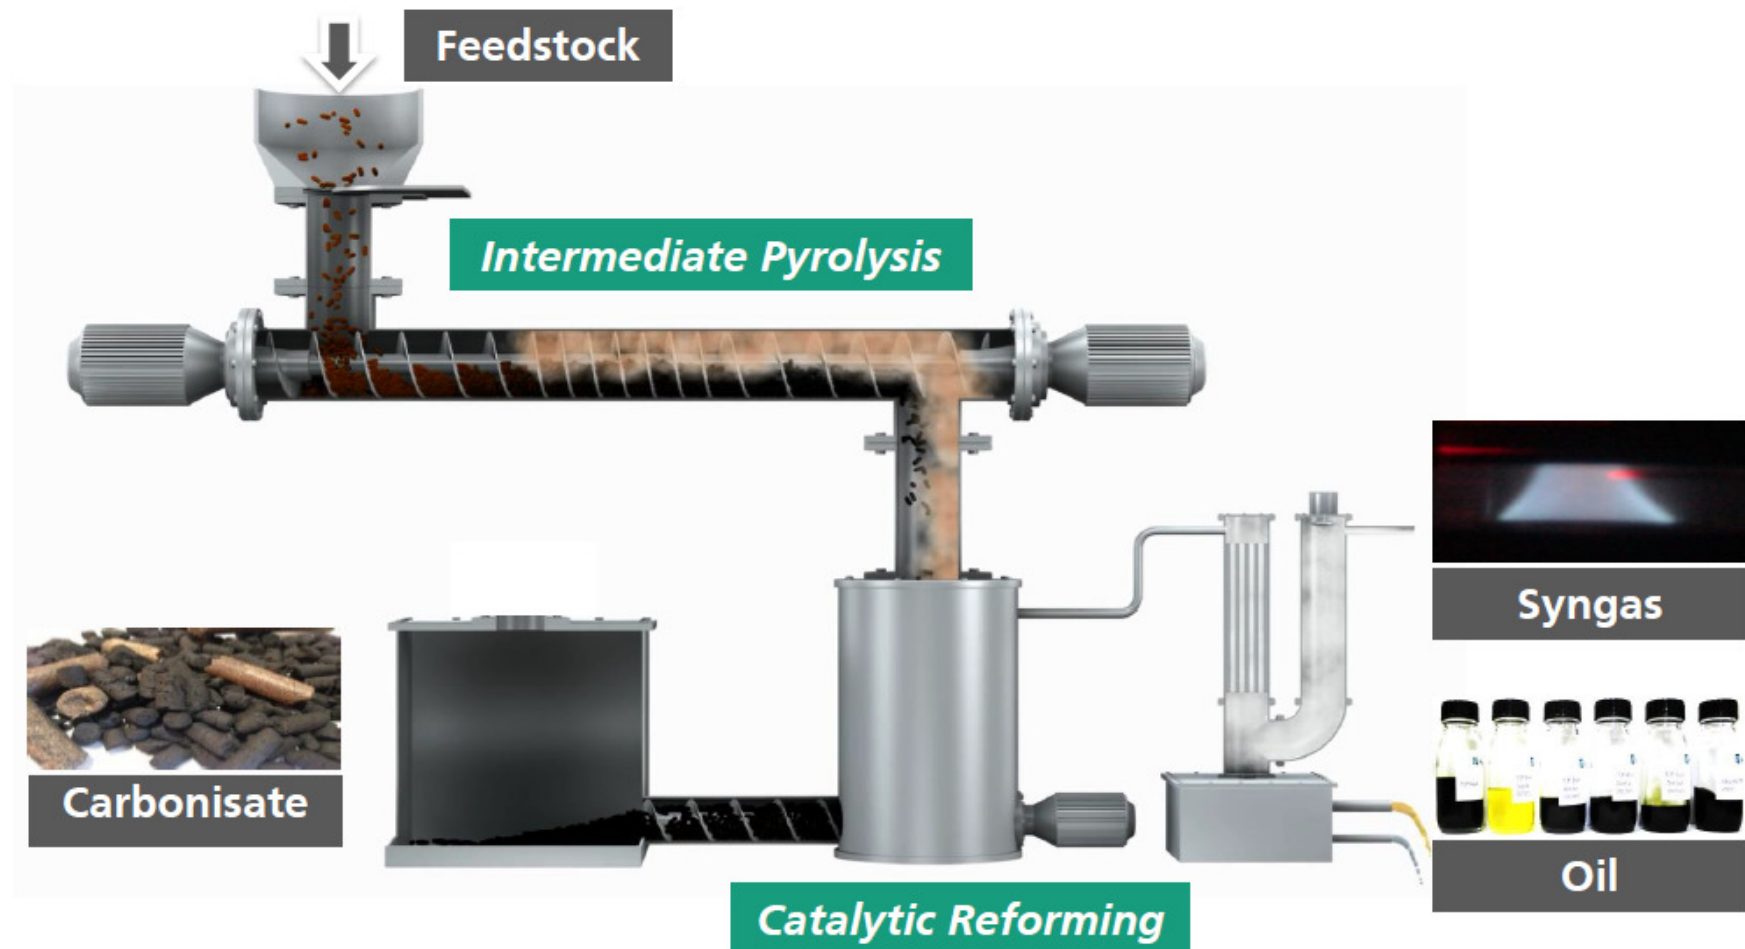 Feedstock
Intermediate Pyrolysis
Syngas
Carbonisate
Oil
Catalytic Reforming